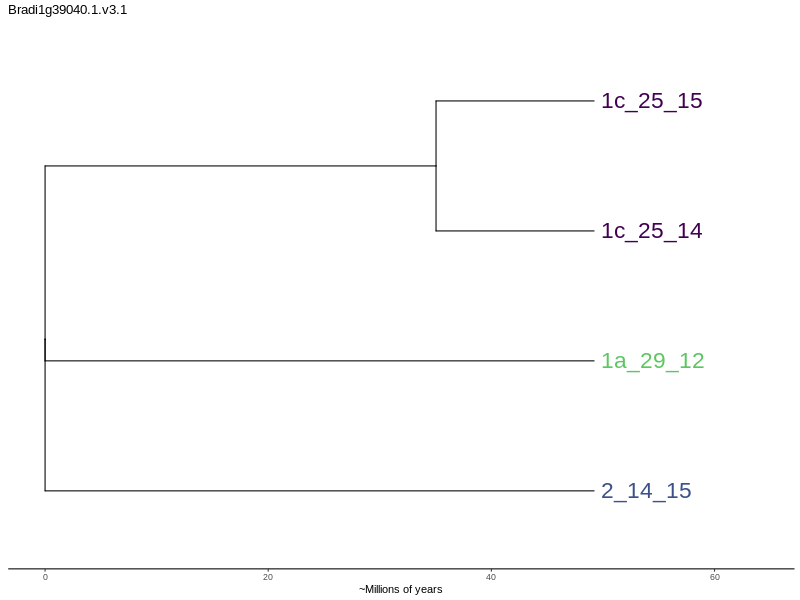 Bradi1g39040.1.v3.1
1c_25_15
1c_25_14
1a_29_12
2_14_15
0 20 40 60
~Millions of years